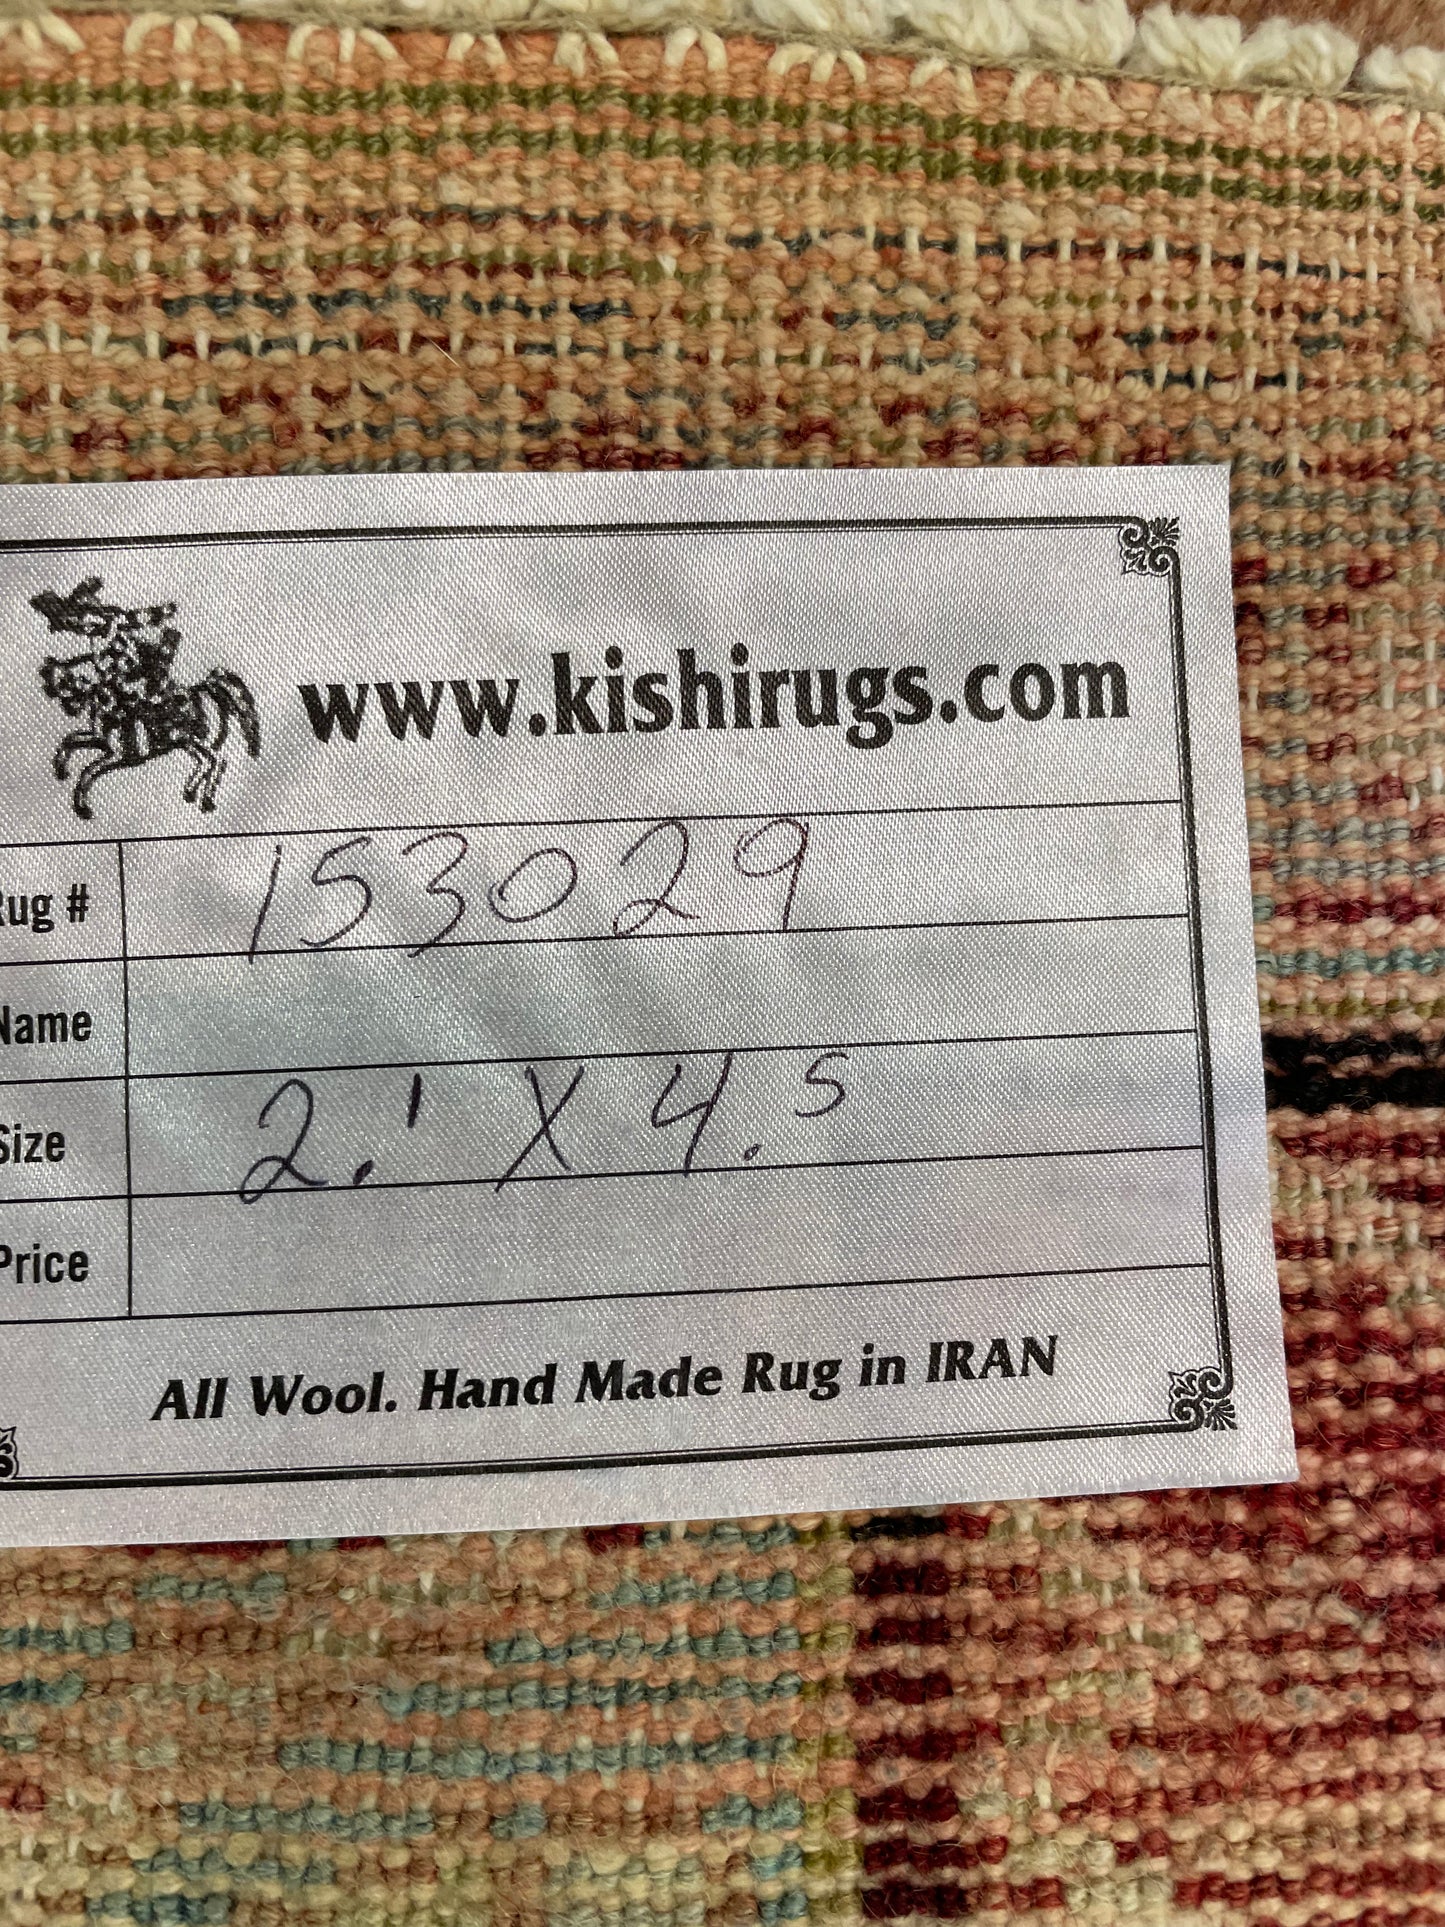 www.kishirugs.com
Rug # 153029
Name
Size 2.' X 4.5
Price
All Wool. Hand Made Rug in IRAN